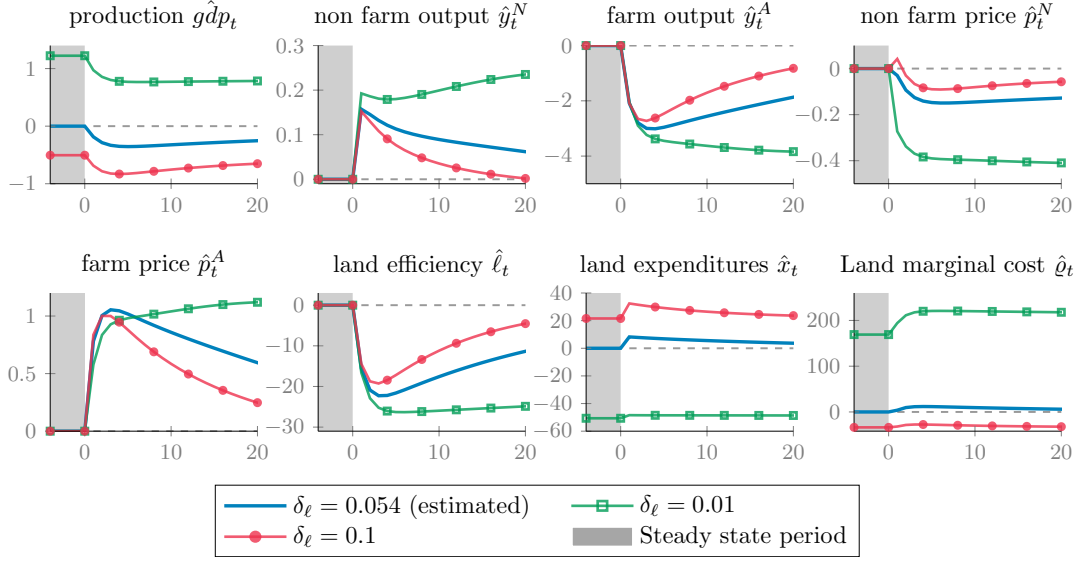 production gd̂p_t
non farm output ŷ_t^N
farm output ŷ_t^A
non farm price p̂_t^N
1
0
−1
0 10 20
0.3
0.2
0.1
0
0 10 20
0
−2
−4
0 10 20
0
−0.2
−0.4
0 10 20
farm price p̂_t^A
land efficiency ℓ̂_t
land expenditures x̂_t
Land marginal cost ϱ̂_t
1
0.5
0
0 10 20
0
−10
−20
−30
0 10 20
40
20
0
−20
−40
−60
0 10 20
200
100
0
0 10 20
δ_ℓ = 0.054 (estimated)
δ_ℓ = 0.01
δ_ℓ = 0.1
Steady state period